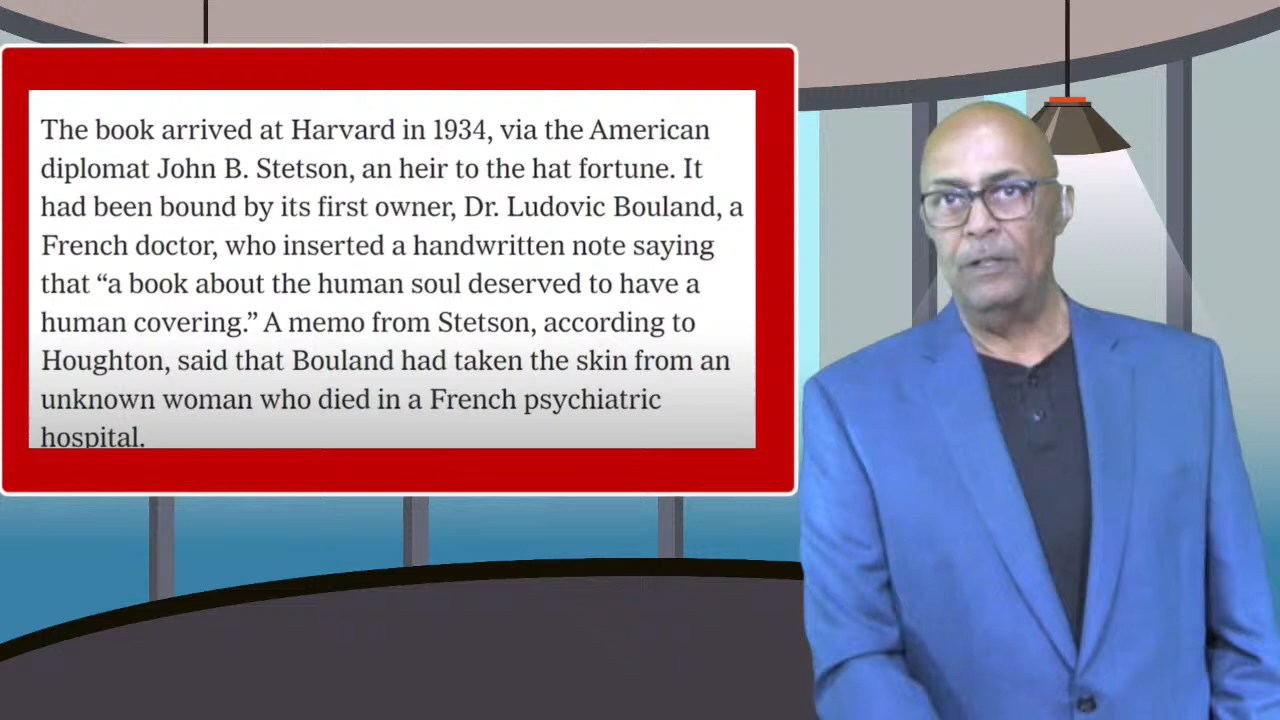 The book arrived at Harvard in 1934, via the American
diplomat John B. Stetson, an heir to the hat fortune. It
had been bound by its first owner, Dr. Ludovic Bouland, a
French doctor, who inserted a handwritten note saying
that “a book about the human soul deserved to have a
human covering.” A memo from Stetson, according to
Houghton, said that Bouland had taken the skin from an
unknown woman who died in a French psychiatric
hospital.